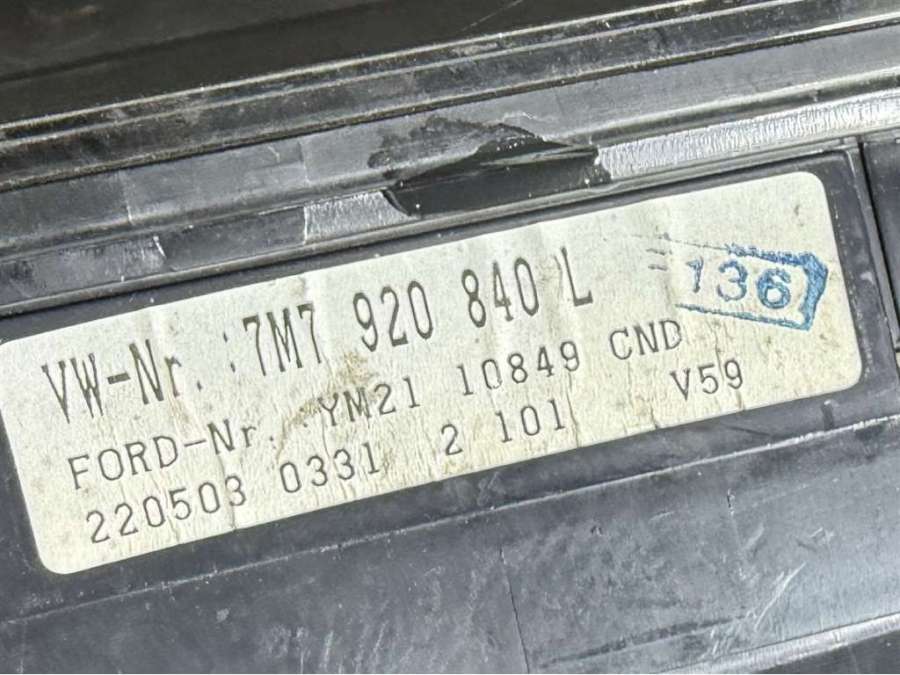 VW-Nr. :7M7 920 840 L
136
FORD-Nr. :YM21 10849 CND
220503 0331 2 101 V59